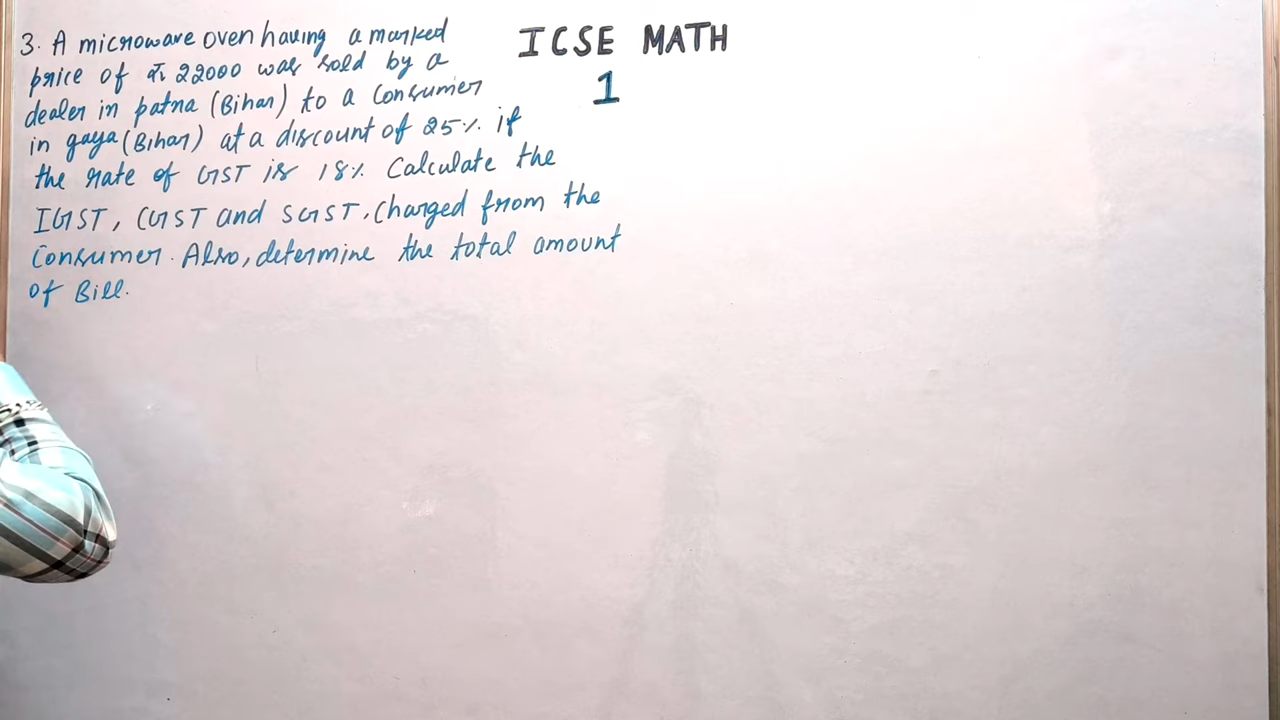 3. A microwave oven having a marked
price of ₹ 22000 was sold by a
dealer in patna (Bihar) to a Consumer
in gaya (Bihar) at a discount of 25%. if
the rate of GST is 18%. Calculate the
IGST, CGST and SGST, Charged from the
Consumer. Also, determine the total amount
of Bill.
ICSE MATH
1